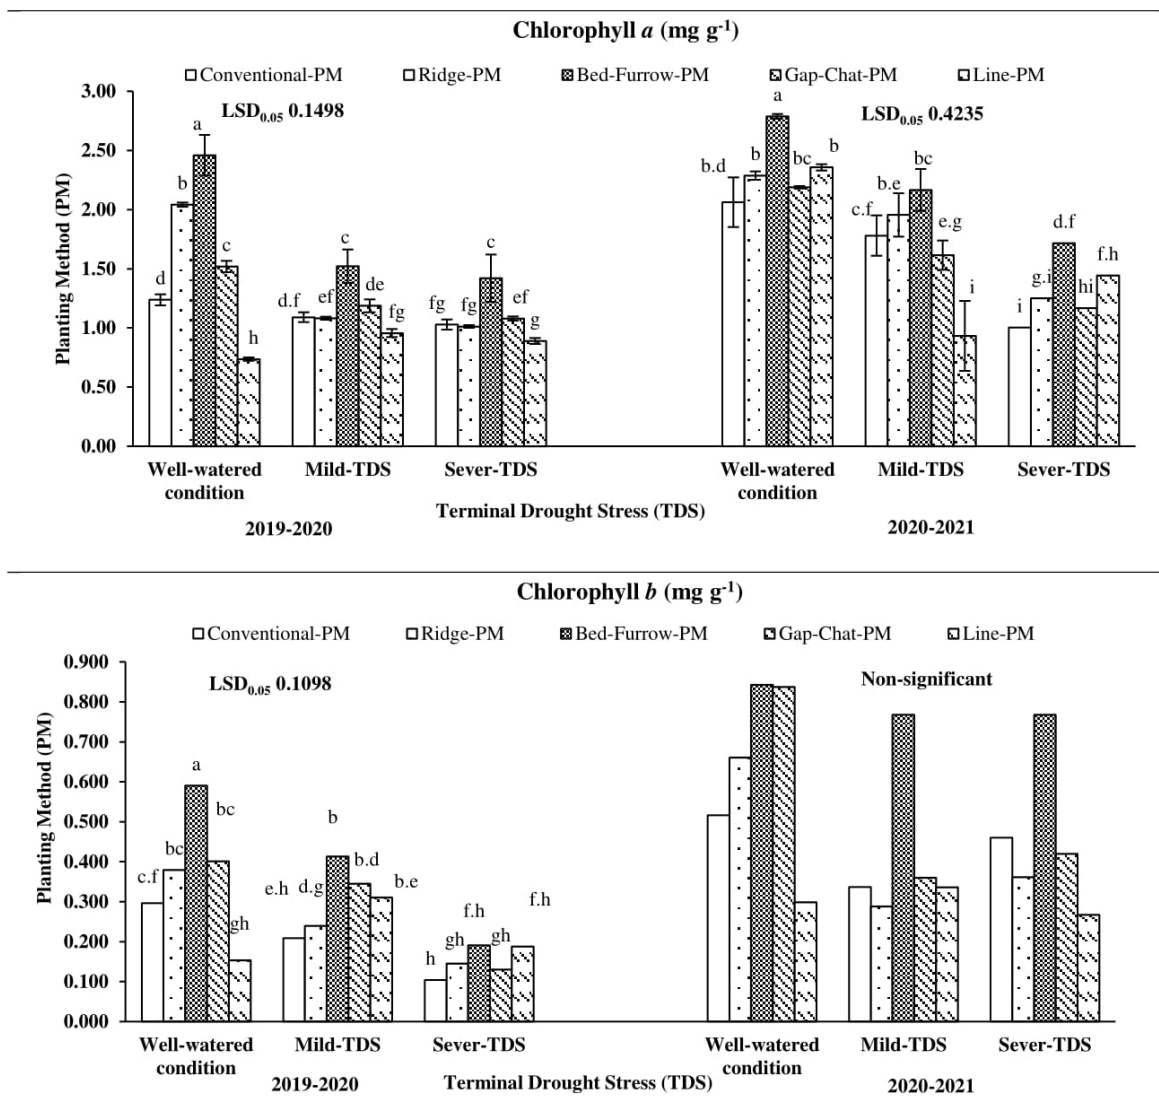 Chlorophyll a (mg g-1)
Conventional-PM Ridge-PM Bed-Furrow-PM Gap-Chat-PM Line-PM
LSD0.05 0.1498
LSD0.05 0.4235
Planting Method (PM)
3.00
2.50
2.00
1.50
1.00
0.50
0.00
d b a c h
d.f ef c de fg
fg fg c ef g
b.d b a bc b
c.f b.e bc e.g i
i g.i d.f hi f.h
Well-watered condition Mild-TDS Sever-TDS Well-watered condition Mild-TDS Sever-TDS
Terminal Drought Stress (TDS)
2019-2020
2020-2021
Chlorophyll b (mg g-1)
Conventional-PM Ridge-PM Bed-Furrow-PM Gap-Chat-PM Line-PM
LSD0.05 0.1098
Non-significant
Planting Method (PM)
0.900
0.800
0.700
0.600
0.500
0.400
0.300
0.200
0.100
0.000
c.f bc a bc gh
e.h d.g b b.d b.e
h gh f.h gh f.h
Well-watered condition Mild-TDS Sever-TDS Well-watered condition Mild-TDS Sever-TDS
2019-2020 Terminal Drought Stress (TDS) 2020-2021